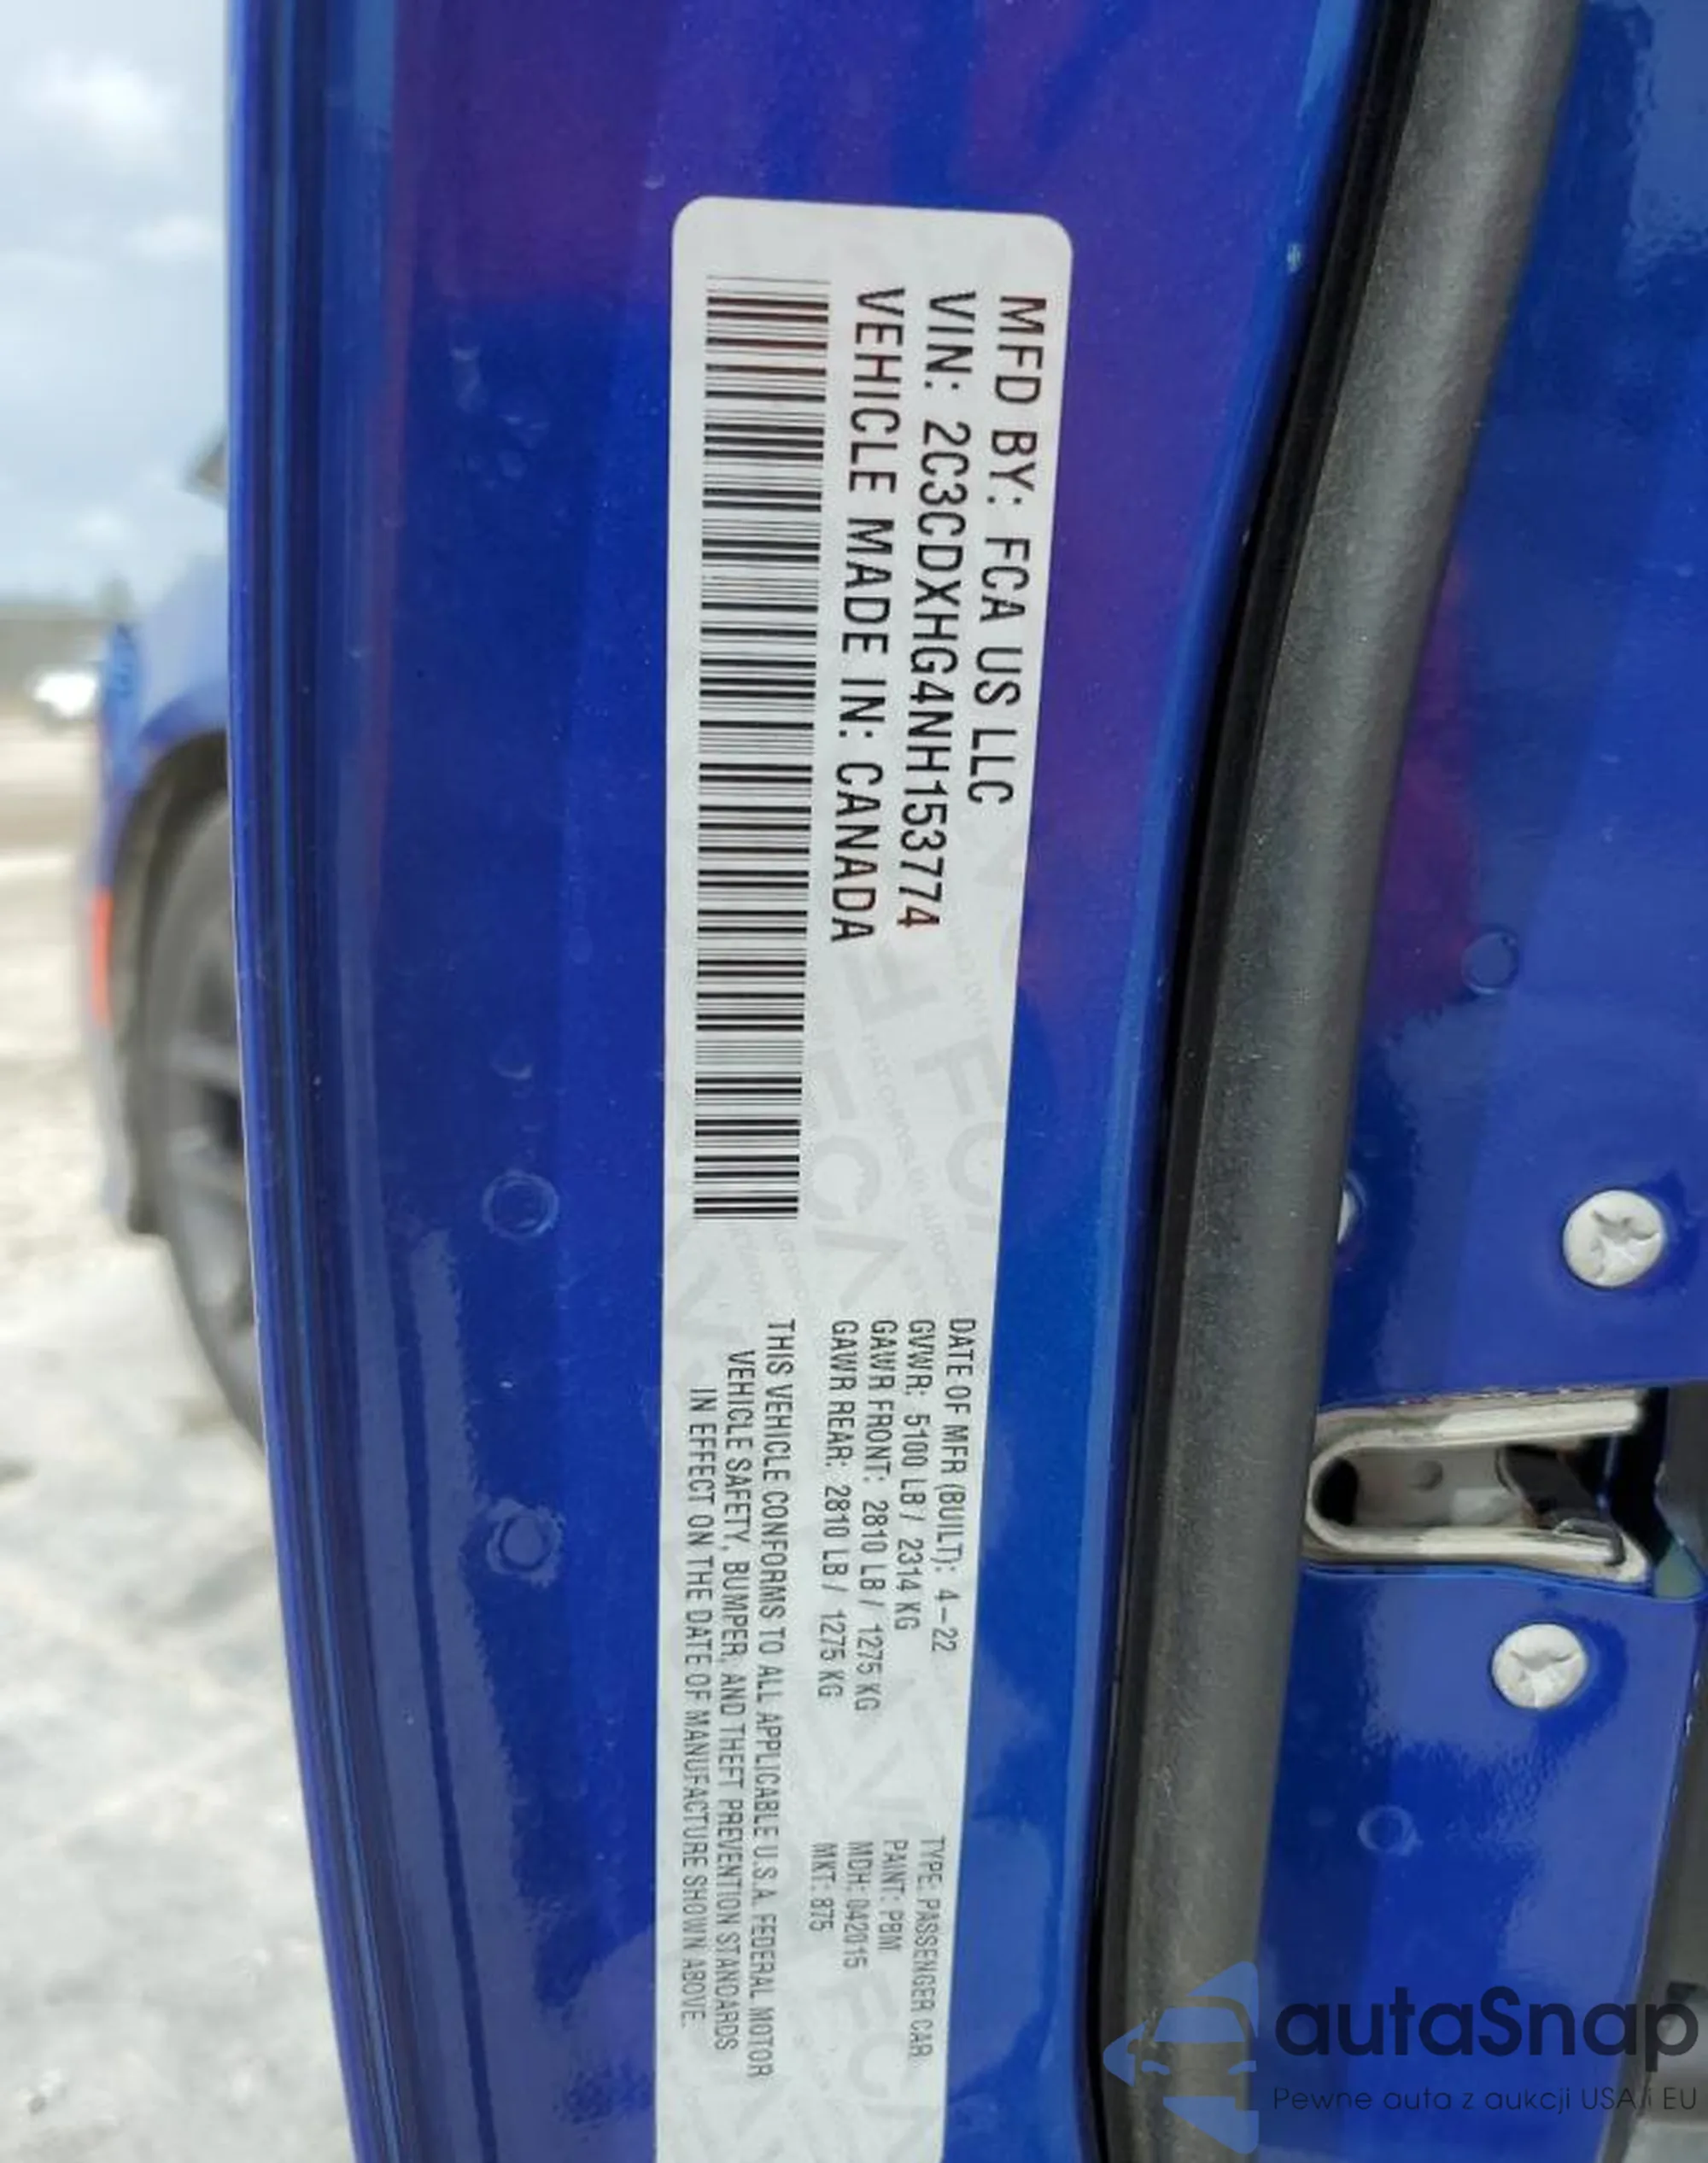 MFD BY: FCA US LLC
VIN: 2C3CDXHG4NH153774
VEHICLE MADE IN: CANADA
DATE OF MFR (BUILT): 4-22
GVWR: 5100 LB / 2314 KG
GAWR FRONT: 2810 LB / 1275 KG
GAWR REAR: 2810 LB / 1275 KG
THIS VEHICLE CONFORMS TO ALL APPLICABLE U.S.A. FEDERAL MOTOR
VEHICLE SAFETY, BUMPER, AND THEFT PREVENTION STANDARDS
IN EFFECT ON THE DATE OF MANUFACTURE SHOWN ABOVE.
TYPE: PASSENGER CAR
PAINT: PBM
MDH: 042015
MKT: 875
autaSnap
Pewne auta z aukcji USA i EU